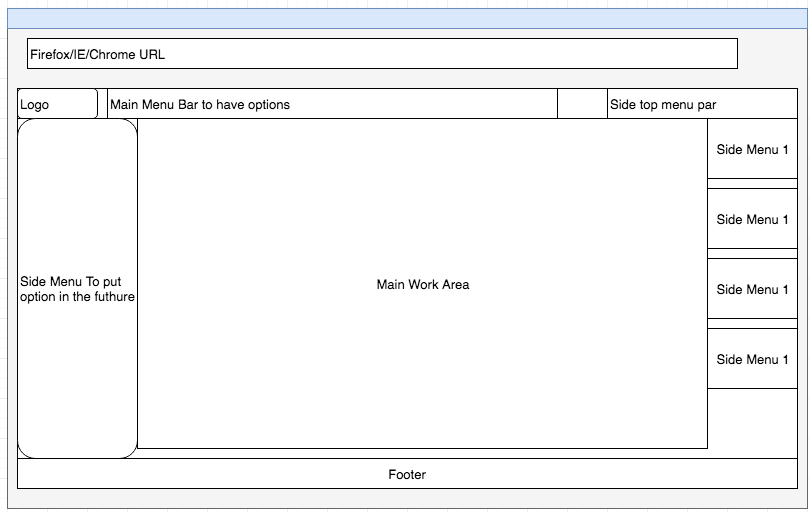 Firefox/IE/Chrome URL
Logo
Main Menu Bar to have options
Side top menu par
Side Menu 1
Side Menu 1
Side Menu To put
option in the futhure
Main Work Area
Side Menu 1
Side Menu 1
Footer